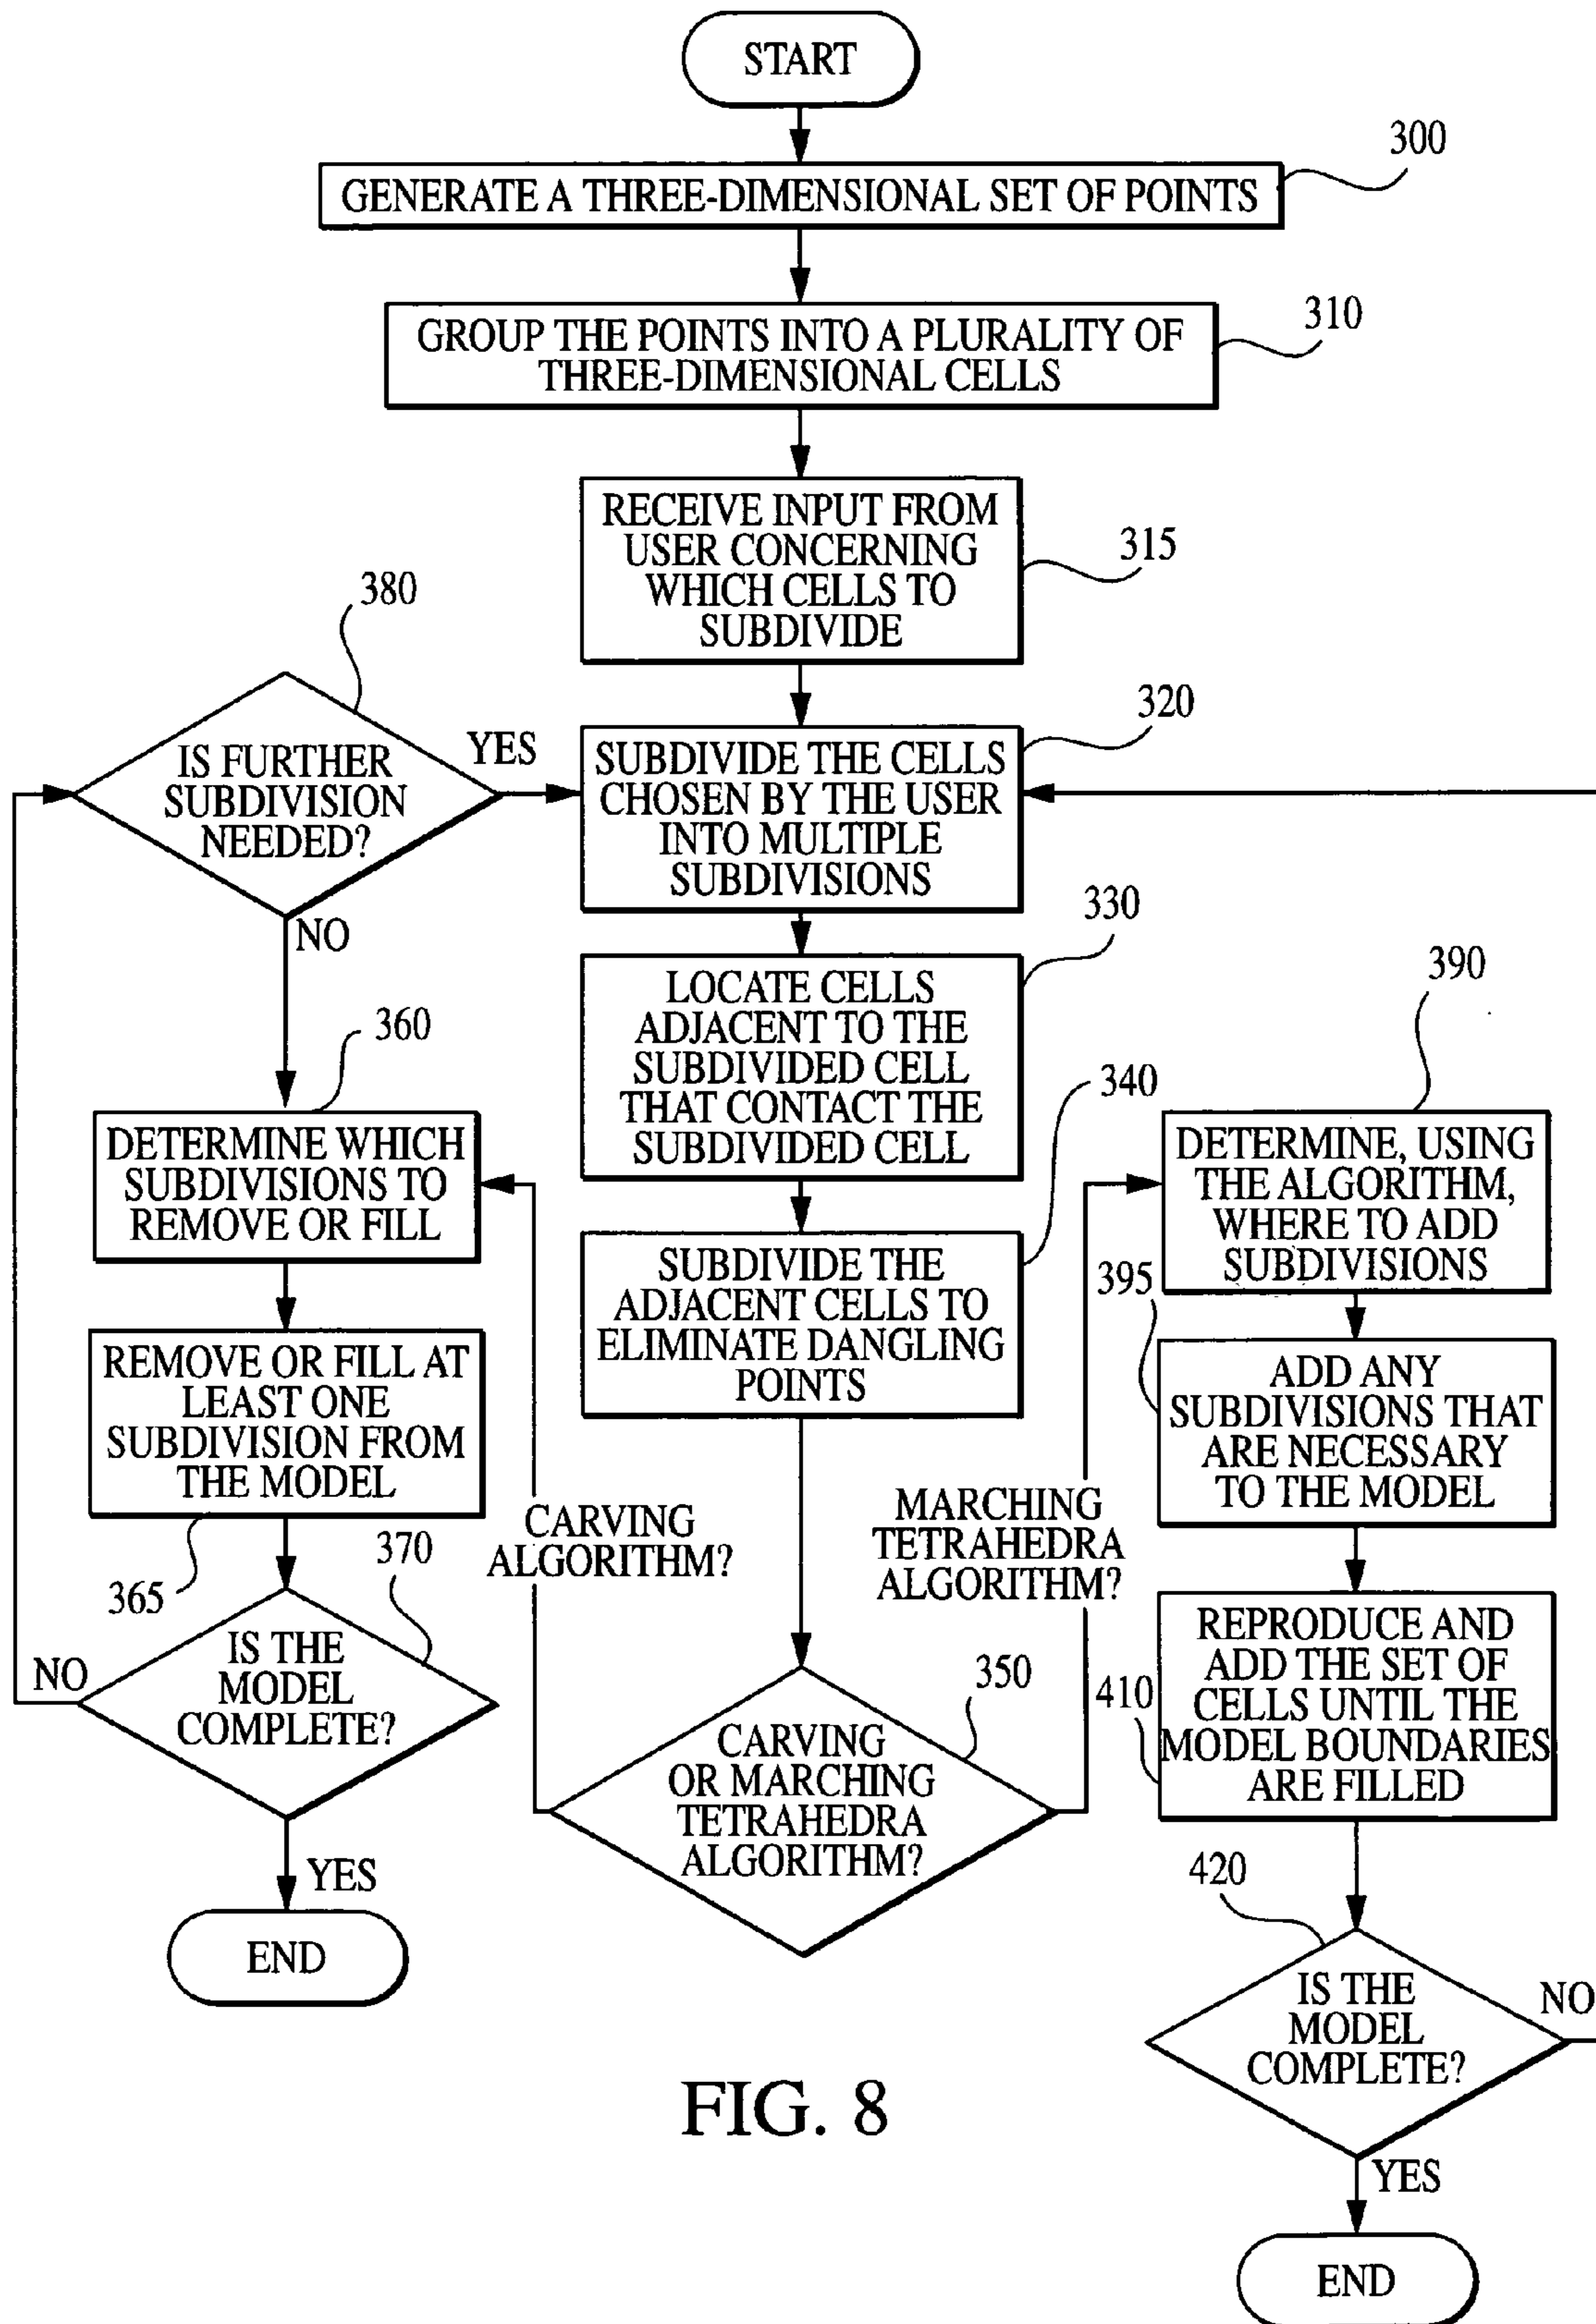 START
300
GENERATE A THREE-DIMENSIONAL SET OF POINTS
310
GROUP THE POINTS INTO A PLURALITY OF
THREE-DIMENSIONAL CELLS
315
RECEIVE INPUT FROM
USER CONCERNING
WHICH CELLS TO
SUBDIVIDE
380
IS FURTHER
SUBDIVISION
NEEDED?
YES
NO
320
SUBDIVIDE THE CELLS
CHOSEN BY THE USER
INTO MULTIPLE
SUBDIVISIONS
330
LOCATE CELLS
ADJACENT TO THE
SUBDIVIDED CELL
THAT CONTACT THE
SUBDIVIDED CELL
340
SUBDIVIDE THE
ADJACENT CELLS TO
ELIMINATE DANGLING
POINTS
360
DETERMINE WHICH
SUBDIVISIONS TO
REMOVE OR FILL
REMOVE OR FILL AT
LEAST ONE
SUBDIVISION FROM
THE MODEL
365
370
IS THE
MODEL
COMPLETE?
NO
YES
END
CARVING
ALGORITHM?
MARCHING
TETRAHEDRA
ALGORITHM?
350
CARVING
OR MARCHING
TETRAHEDRA
ALGORITHM?
390
DETERMINE, USING
THE ALGORITHM,
WHERE TO ADD
SUBDIVISIONS
395
ADD ANY
SUBDIVISIONS THAT
ARE NECESSARY
TO THE MODEL
410
REPRODUCE AND
ADD THE SET OF
CELLS UNTIL THE
MODEL BOUNDARIES
ARE FILLED
420
IS THE
MODEL
COMPLETE?
NO
YES
END
FIG. 8